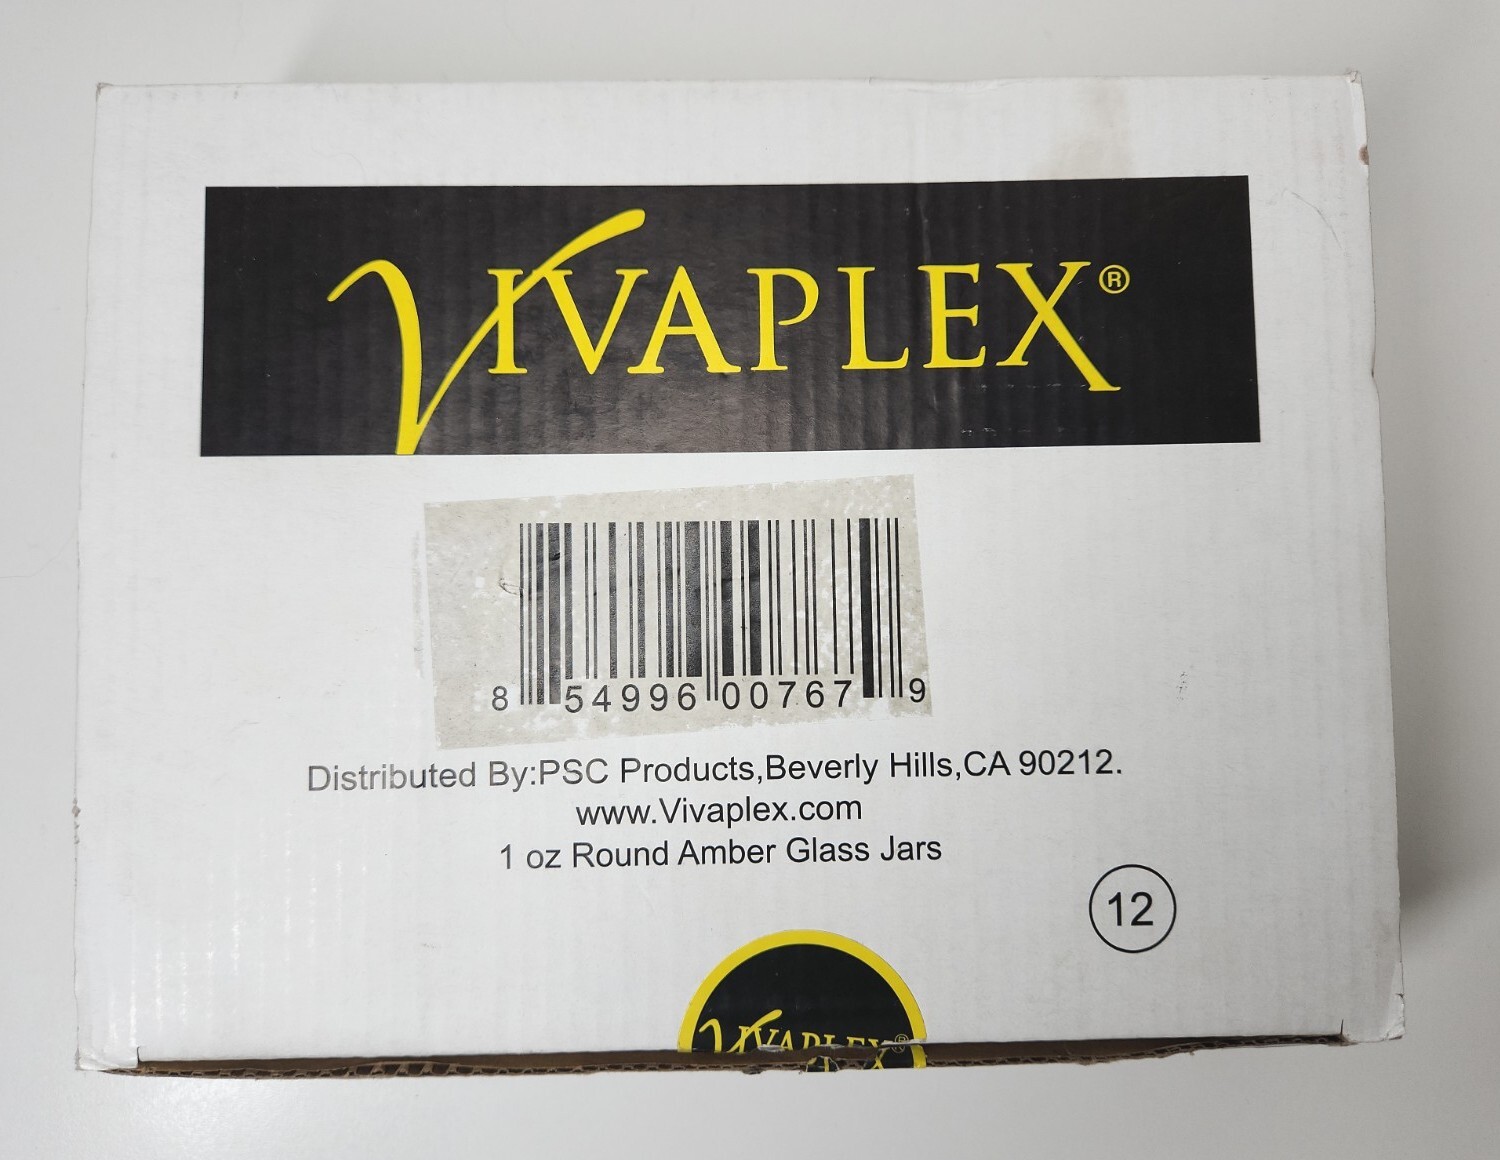 VIVAPLEX®
8 54996 00767 9
Distributed By:PSC Products,Beverly Hills,CA 90212.
www.Vivaplex.com
1 oz Round Amber Glass Jars
12
VIVAPLEX®